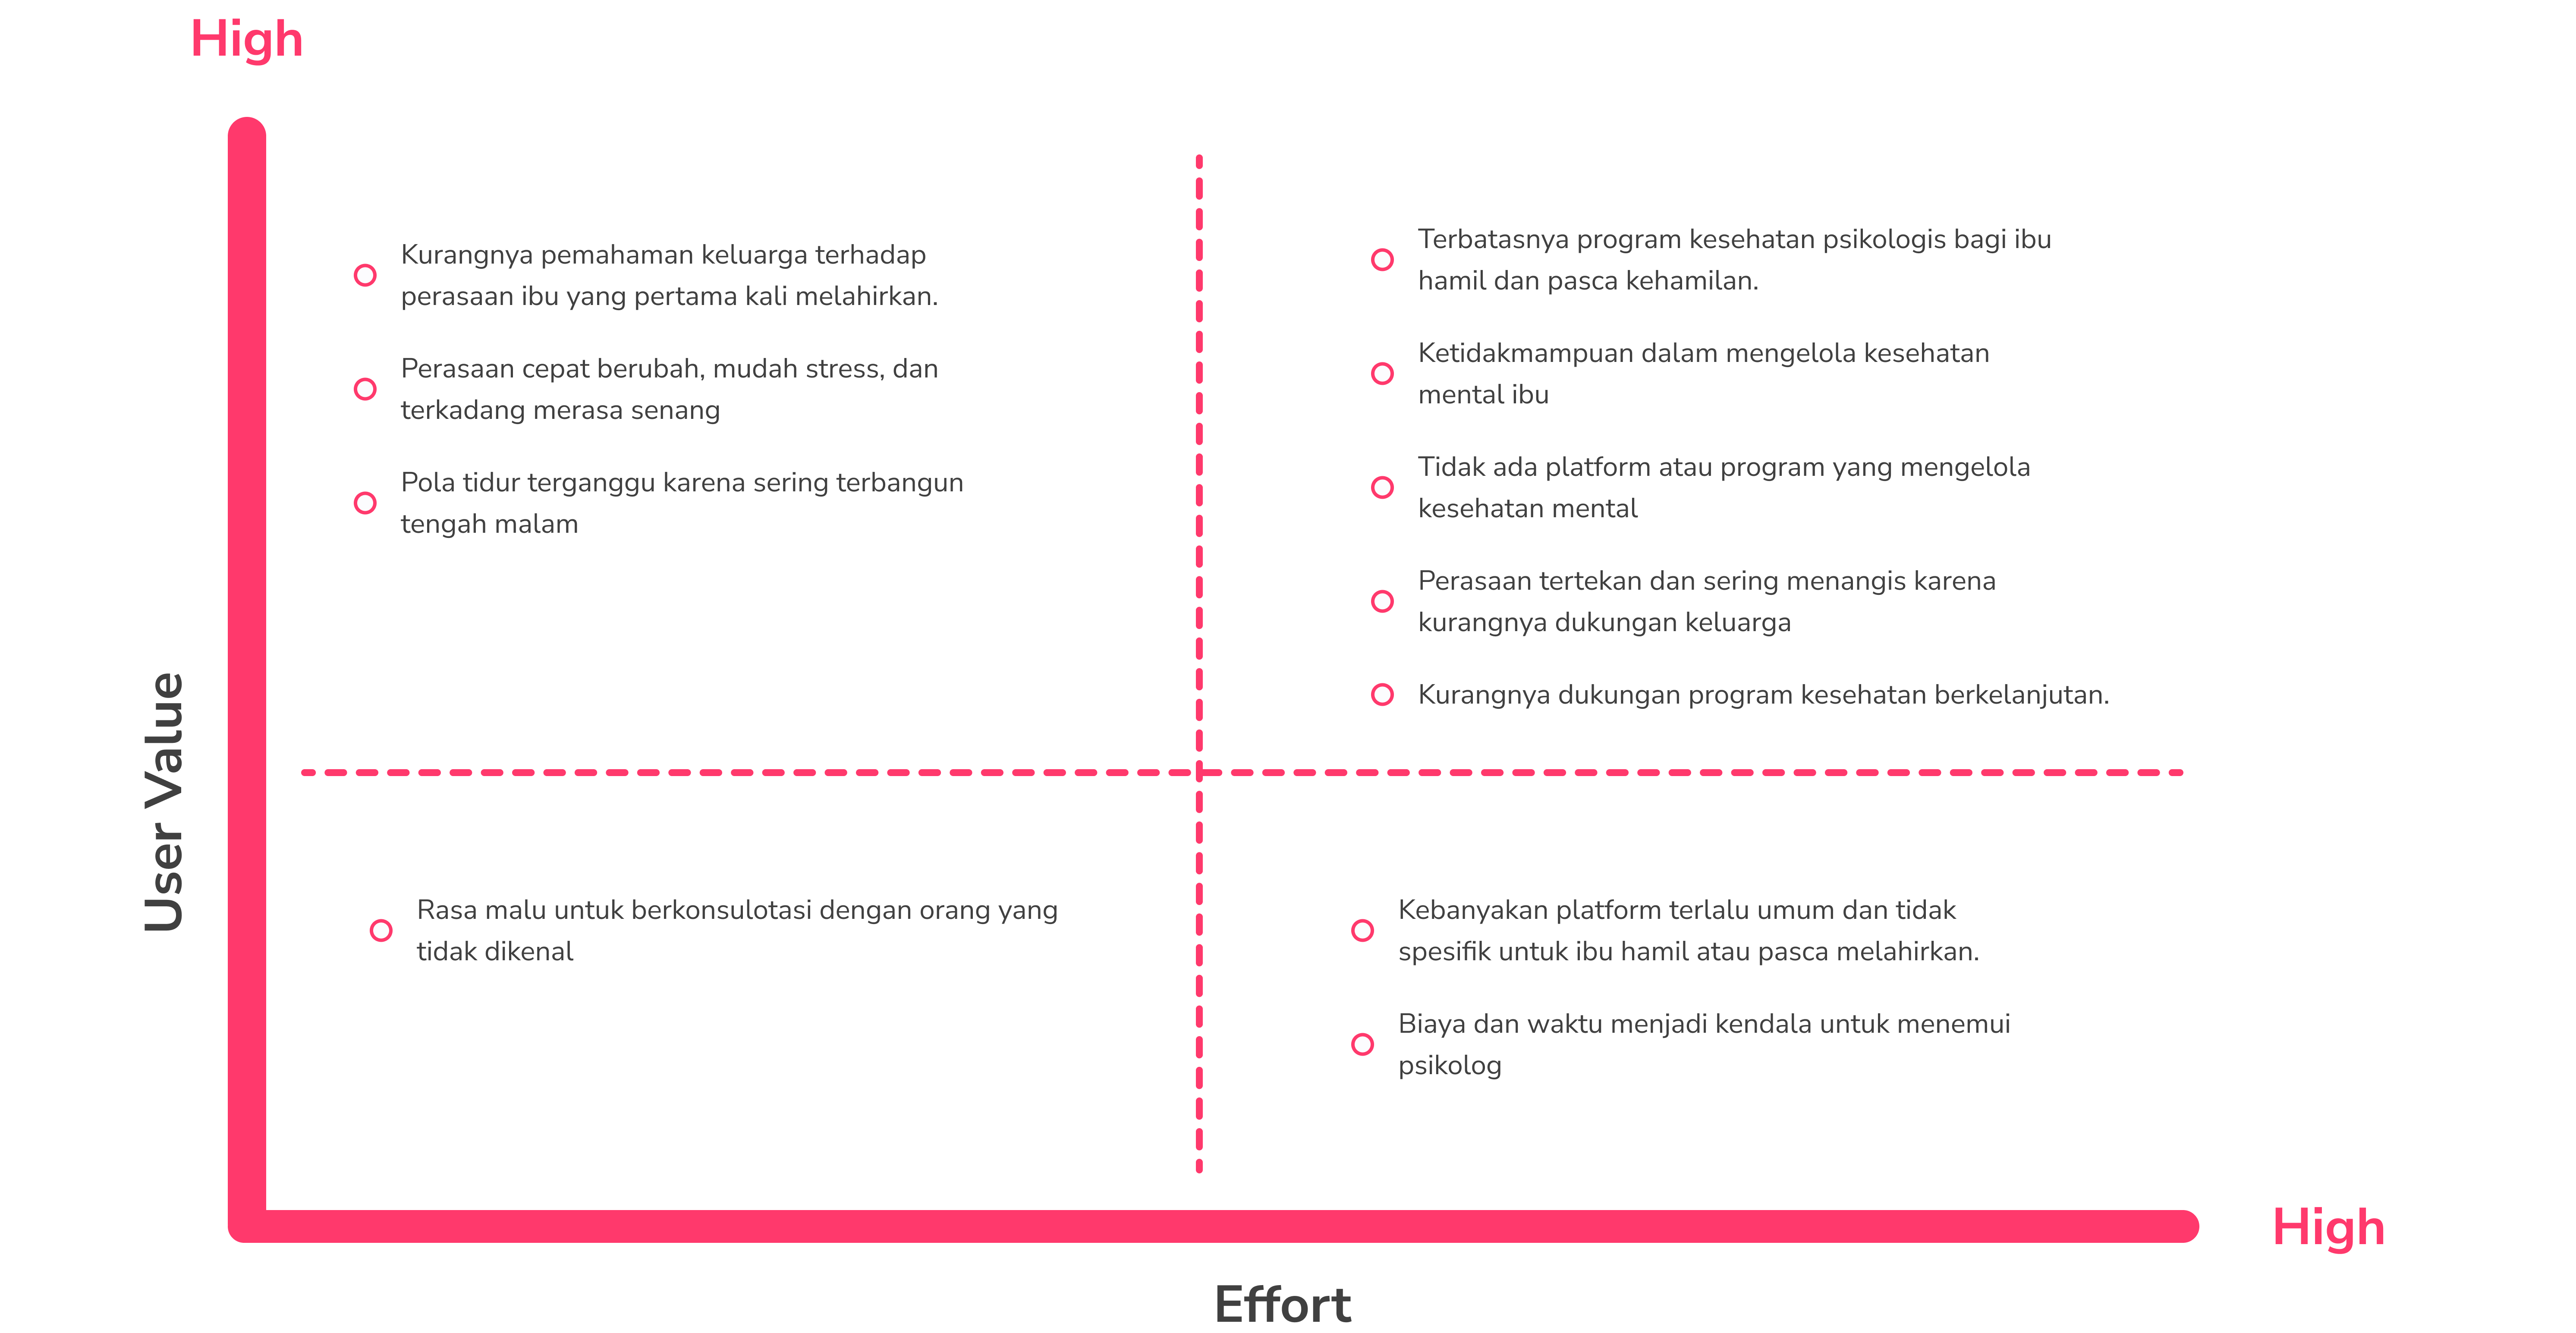 High
Kurangnya pemahaman keluarga terhadap
perasaan ibu yang pertama kali melahirkan.
Perasaan cepat berubah, mudah stress, dan
terkadang merasa senang
Pola tidur terganggu karena sering terbangun
tengah malam
Terbatasnya program kesehatan psikologis bagi ibu
hamil dan pasca kehamilan.
Ketidakmampuan dalam mengelola kesehatan
mental ibu
Tidak ada platform atau program yang mengelola
kesehatan mental
Perasaan tertekan dan sering menangis karena
kurangnya dukungan keluarga
Kurangnya dukungan program kesehatan berkelanjutan.
User Value
Rasa malu untuk berkonsulotasi dengan orang yang
tidak dikenal
Kebanyakan platform terlalu umum dan tidak
spesifik untuk ibu hamil atau pasca melahirkan.
Biaya dan waktu menjadi kendala untuk menemui
psikolog
High
Effort